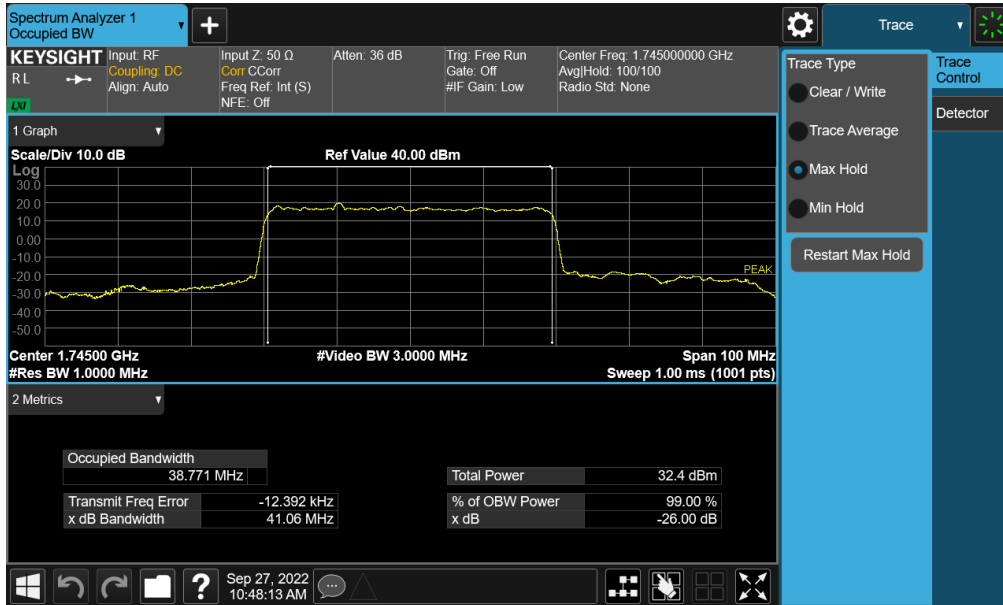 Spectrum Analyzer 1
Occupied BW
+
Trace
KEYSIGHT
R L
LXI
Input: RF
Coupling: DC
Align: Auto
Input Z: 50 Ω
Corr CCorr
Freq Ref: Int (S)
NFE: Off
Atten: 36 dB
Trig: Free Run
Gate: Off
#IF Gain: Low
Center Freq: 1.745000000 GHz
Avg|Hold: 100/100
Radio Std: None
Trace Type
Clear / Write
Trace Average
Max Hold
Min Hold
Restart Max Hold
Trace
Control
Detector
1 Graph
Scale/Div 10.0 dB
Ref Value 40.00 dBm
Log
30.0
20.0
10.0
0.00
-10.0
-20.0
-30.0
-40.0
-50.0
PEAK
Center 1.74500 GHz
#Video BW 3.0000 MHz
Span 100 MHz
#Res BW 1.0000 MHz
Sweep 1.00 ms (1001 pts)
2 Metrics
Occupied Bandwidth
38.771 MHz
Total Power 32.4 dBm
Transmit Freq Error -12.392 kHz
% of OBW Power 99.00 %
x dB Bandwidth 41.06 MHz
x dB -26.00 dB
?
Sep 27, 2022
10:48:13 AM